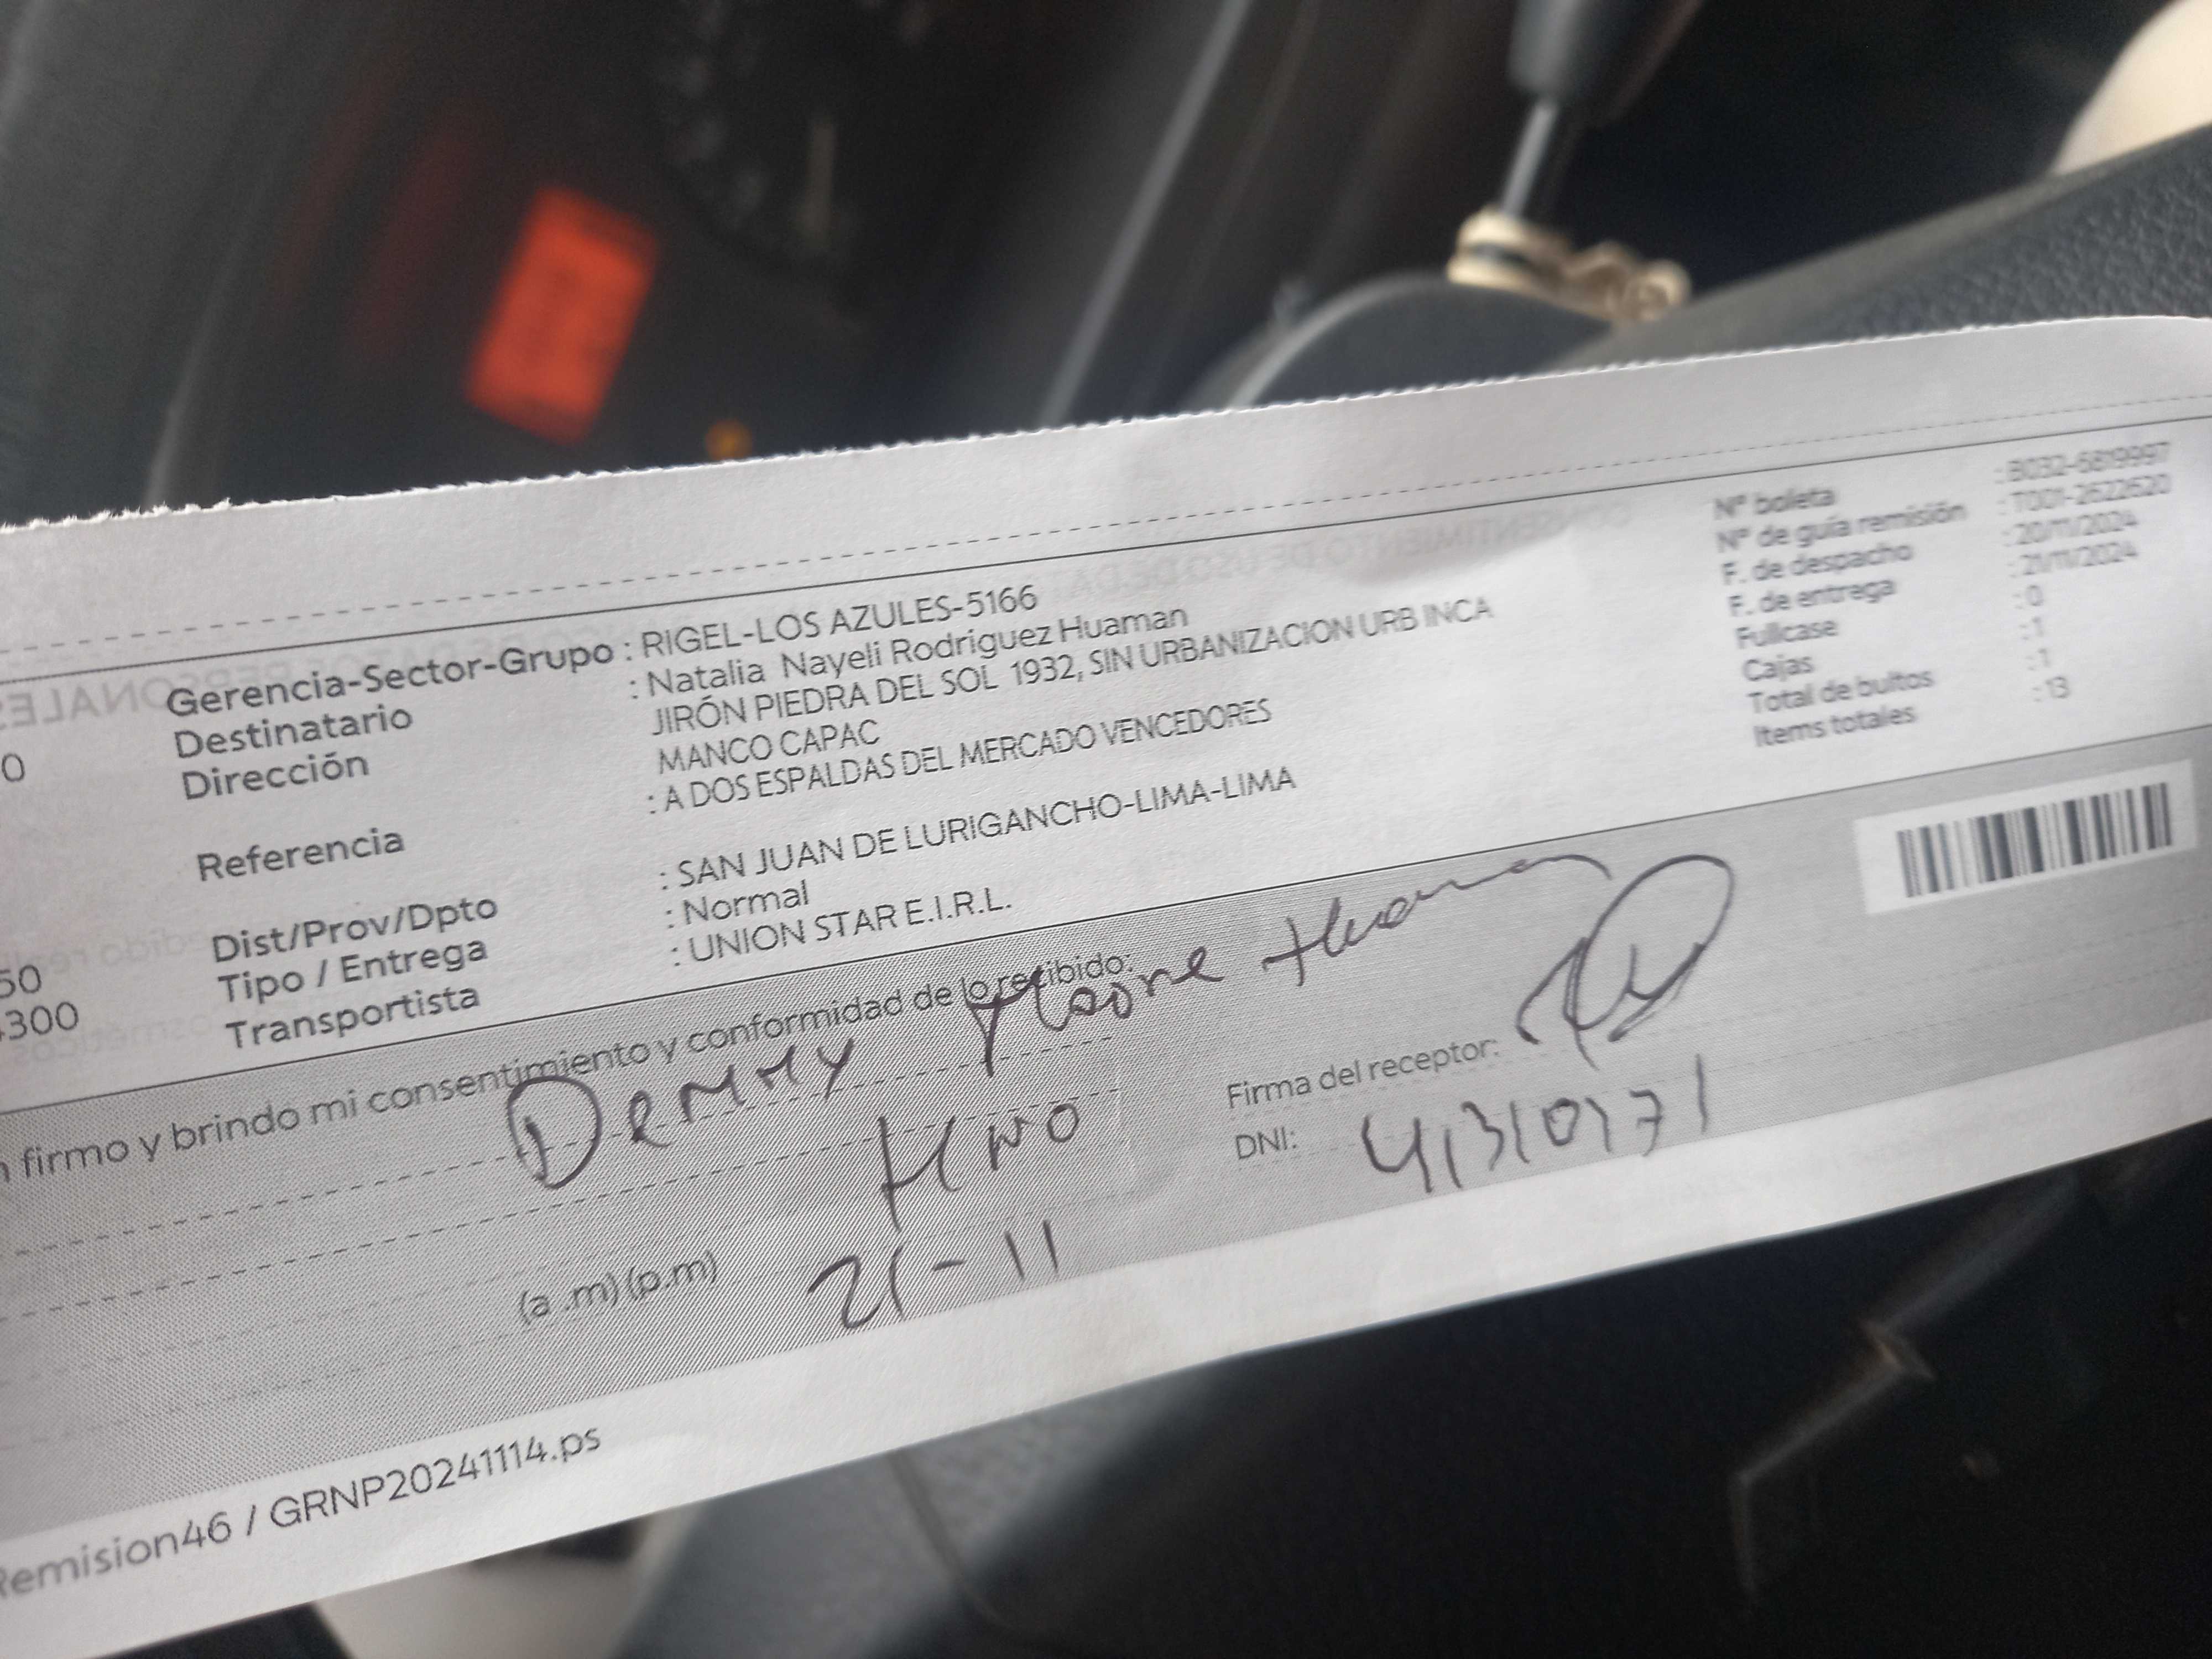 Nº boleta : B032-6819997
Nº de guía remisión : T001-2622620
F. de despacho : 20/11/2024
F. de entrega : 21/11/2024
Fullcase : 0
Cajas : 1
Total de bultos : 1
Items totales : 13
Gerencia-Sector-Grupo : RIGEL-LOS AZULES-5166
Destinatario : Natalia Nayeli Rodriguez Huaman
Dirección JIRÓN PIEDRA DEL SOL 1932, SIN URBANIZACION URB INCA
MANCO CAPAC
Referencia : A DOS ESPALDAS DEL MERCADO VENCEDORES
Dist/Prov/Dpto : SAN JUAN DE LURIGANCHO-LIMA-LIMA
Tipo / Entrega : Normal
Transportista : UNION STAR E.I.R.L.
0
50
300
firmo y brindo mi consentimiento y conformidad de lo recibido:
Huaman
HNO
Firma del receptor:
DNI:
(a .m) (p.m) 21-11
Remision46 / GRNP20241114.ps